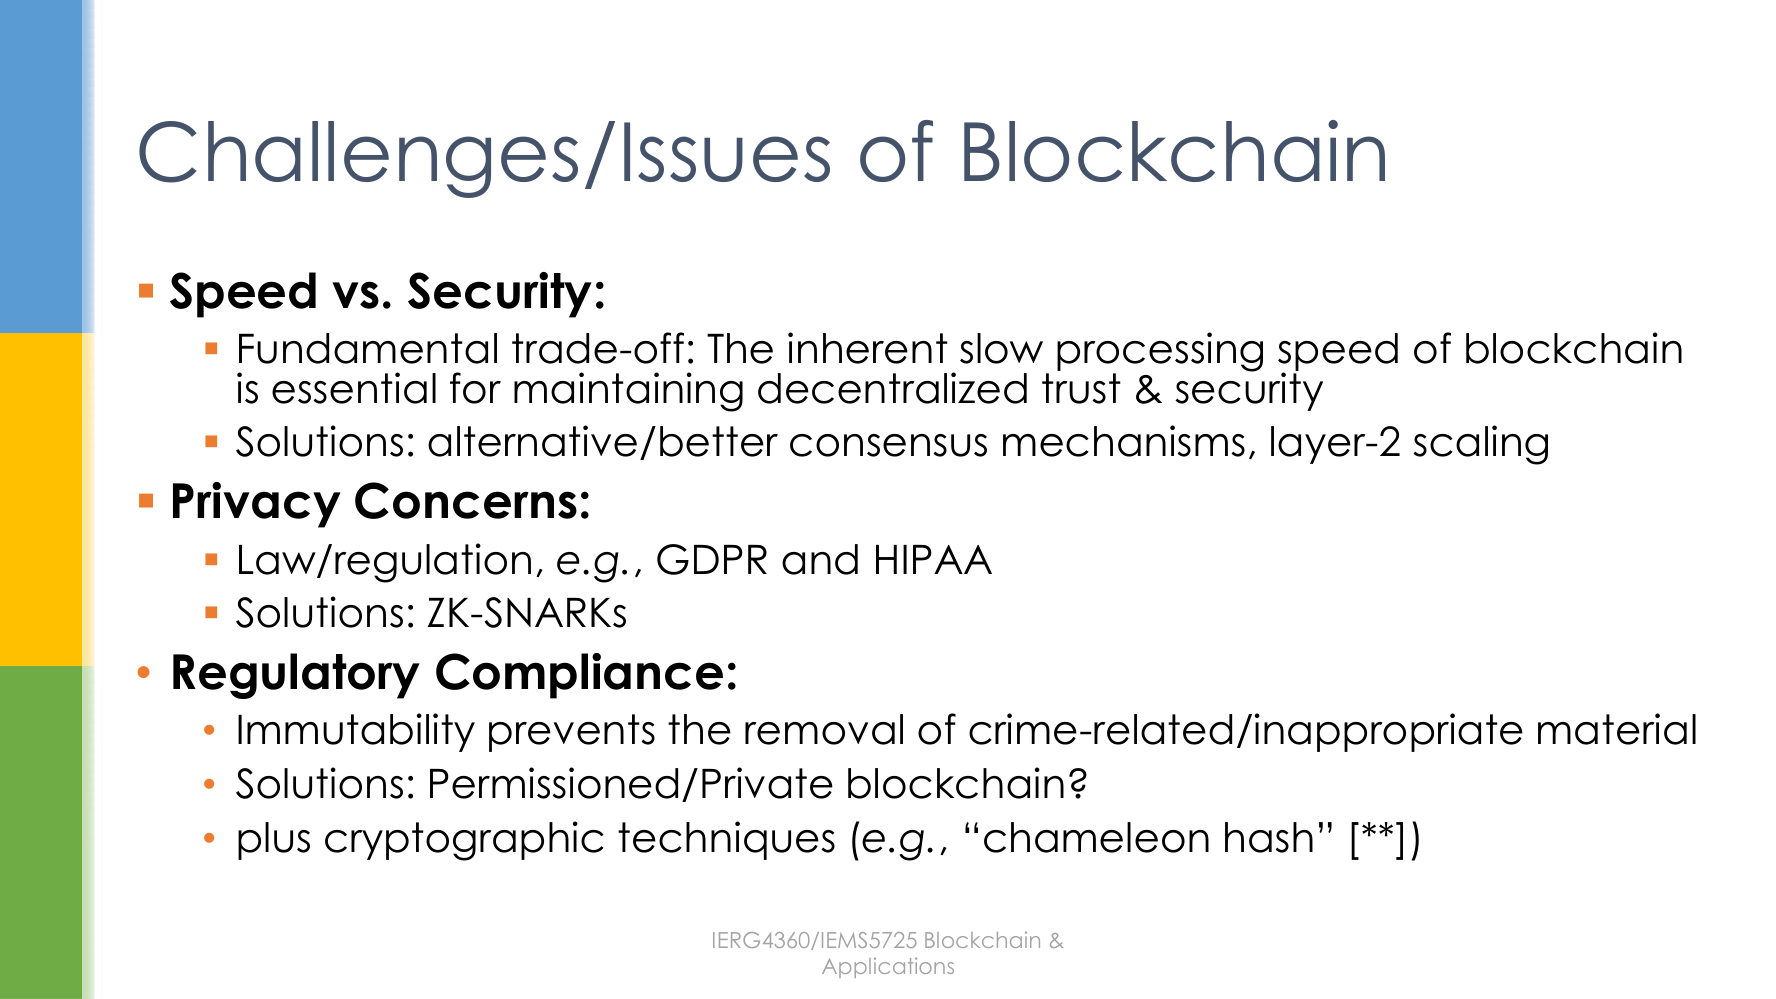 Challenges/Issues of Blockchain
▪ Speed vs. Security:
▪ Fundamental trade-off: The inherent slow processing speed of blockchain
is essential for maintaining decentralized trust & security
▪ Solutions: alternative/better consensus mechanisms, layer-2 scaling
▪ Privacy Concerns:
▪ Law/regulation, e.g., GDPR and HIPAA
▪ Solutions: ZK-SNARKs
• Regulatory Compliance:
• Immutability prevents the removal of crime-related/inappropriate material
• Solutions: Permissioned/Private blockchain?
• plus cryptographic techniques (e.g., “chameleon hash” [**])
IERG4360/IEMS5725 Blockchain &
Applications